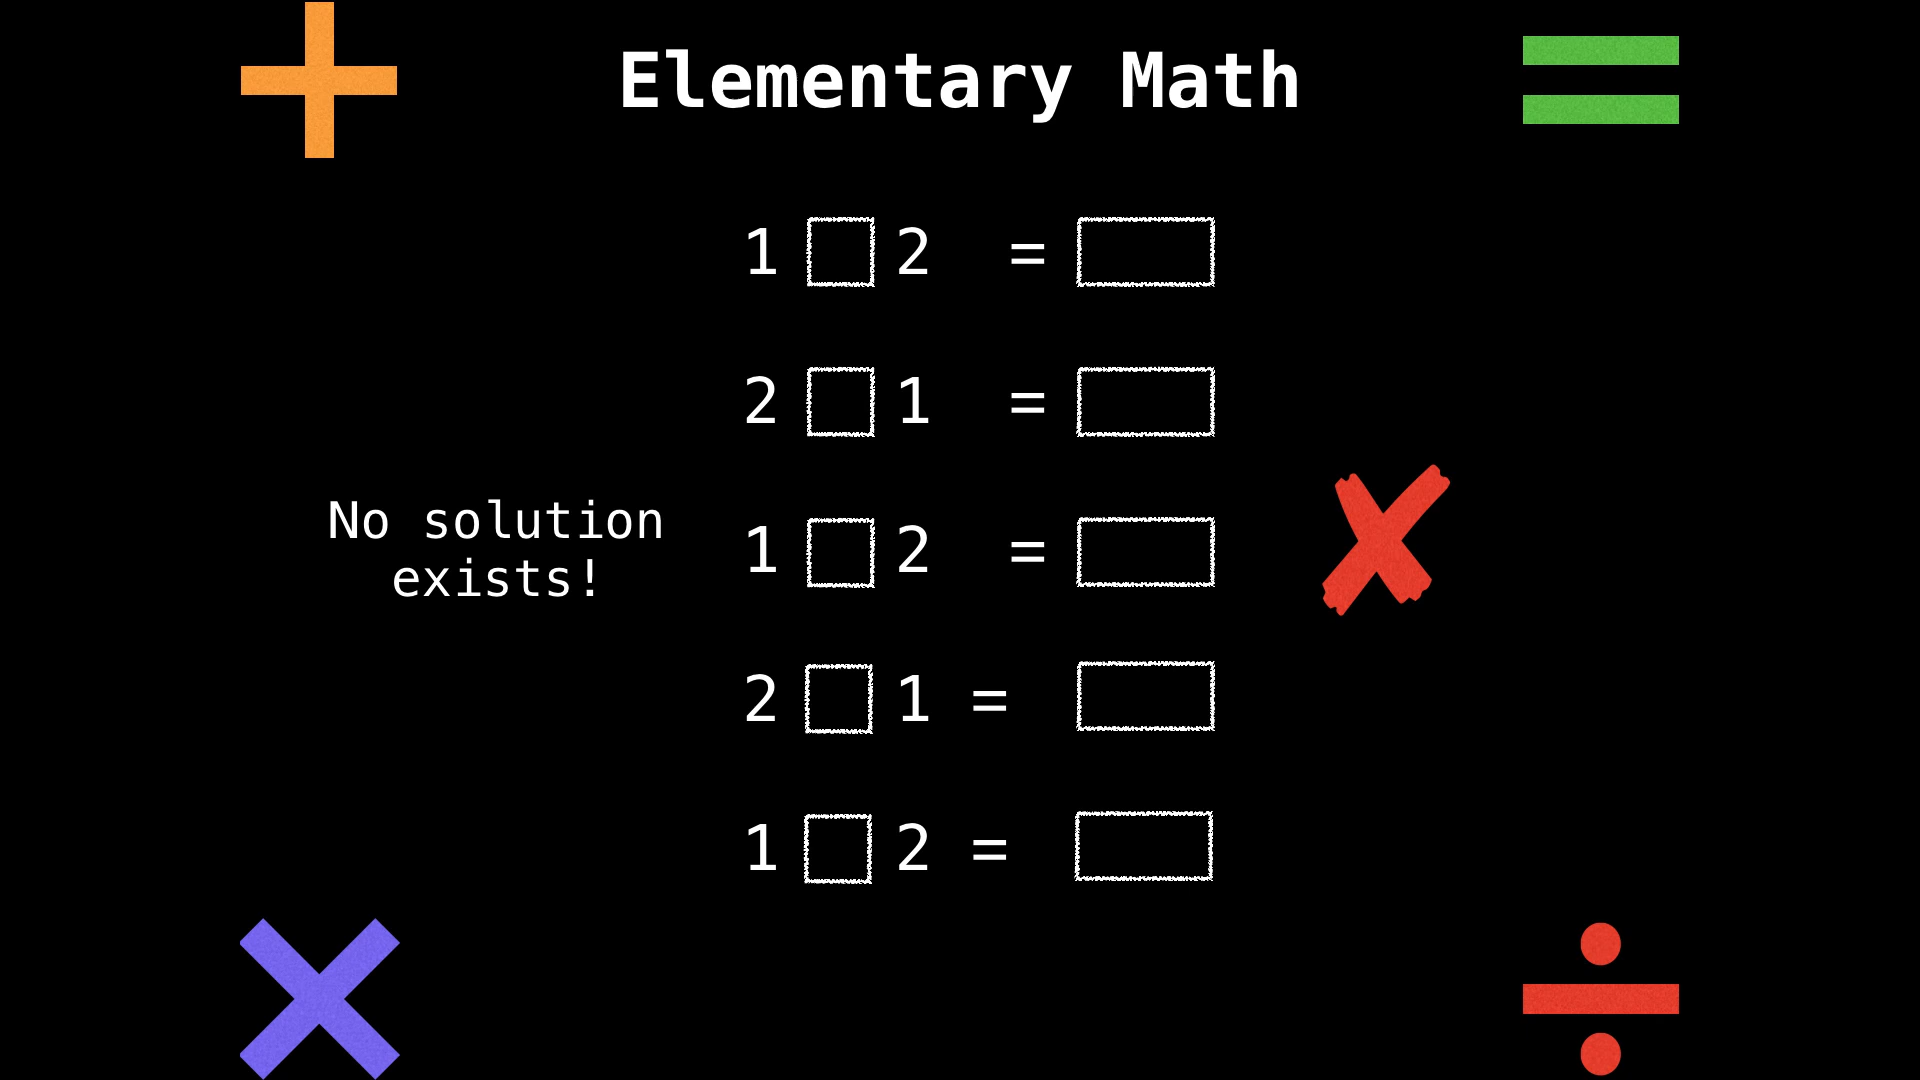 Elementary Math
1 □ 2 = □
2 □ 1 = □
No solution
exists!
1 □ 2 = □
2 □ 1 = □
1 □ 2 = □